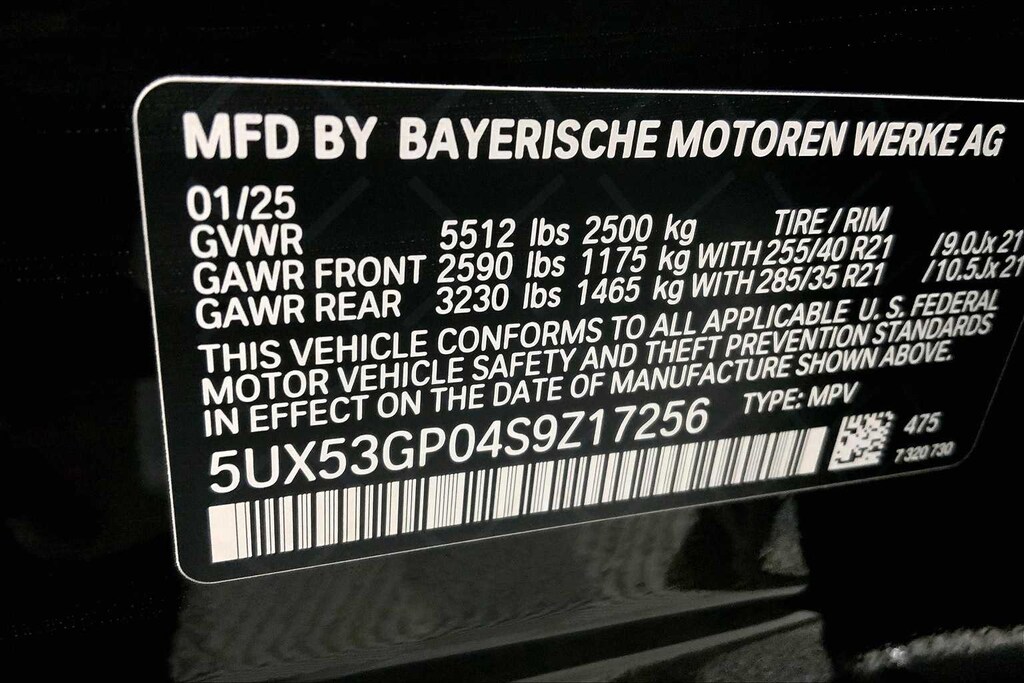 MFD BY BAYERISCHE MOTOREN WERKE AG
01/25
GVWR 5512 lbs 2500 kg TIRE / RIM
GAWR FRONT 2590 lbs 1175 kg WITH 255/40 R21 /9.0Jx21
GAWR REAR 3230 lbs 1465 kg WITH 285/35 R21 /10.5Jx21
THIS VEHICLE CONFORMS TO ALL APPLICABLE U.S. FEDERAL
MOTOR VEHICLE SAFETY AND THEFT PREVENTION STANDARDS
IN EFFECT ON THE DATE OF MANUFACTURE SHOWN ABOVE.
5UX53GP04S9Z17256 TYPE: MPV
475
7 320 730